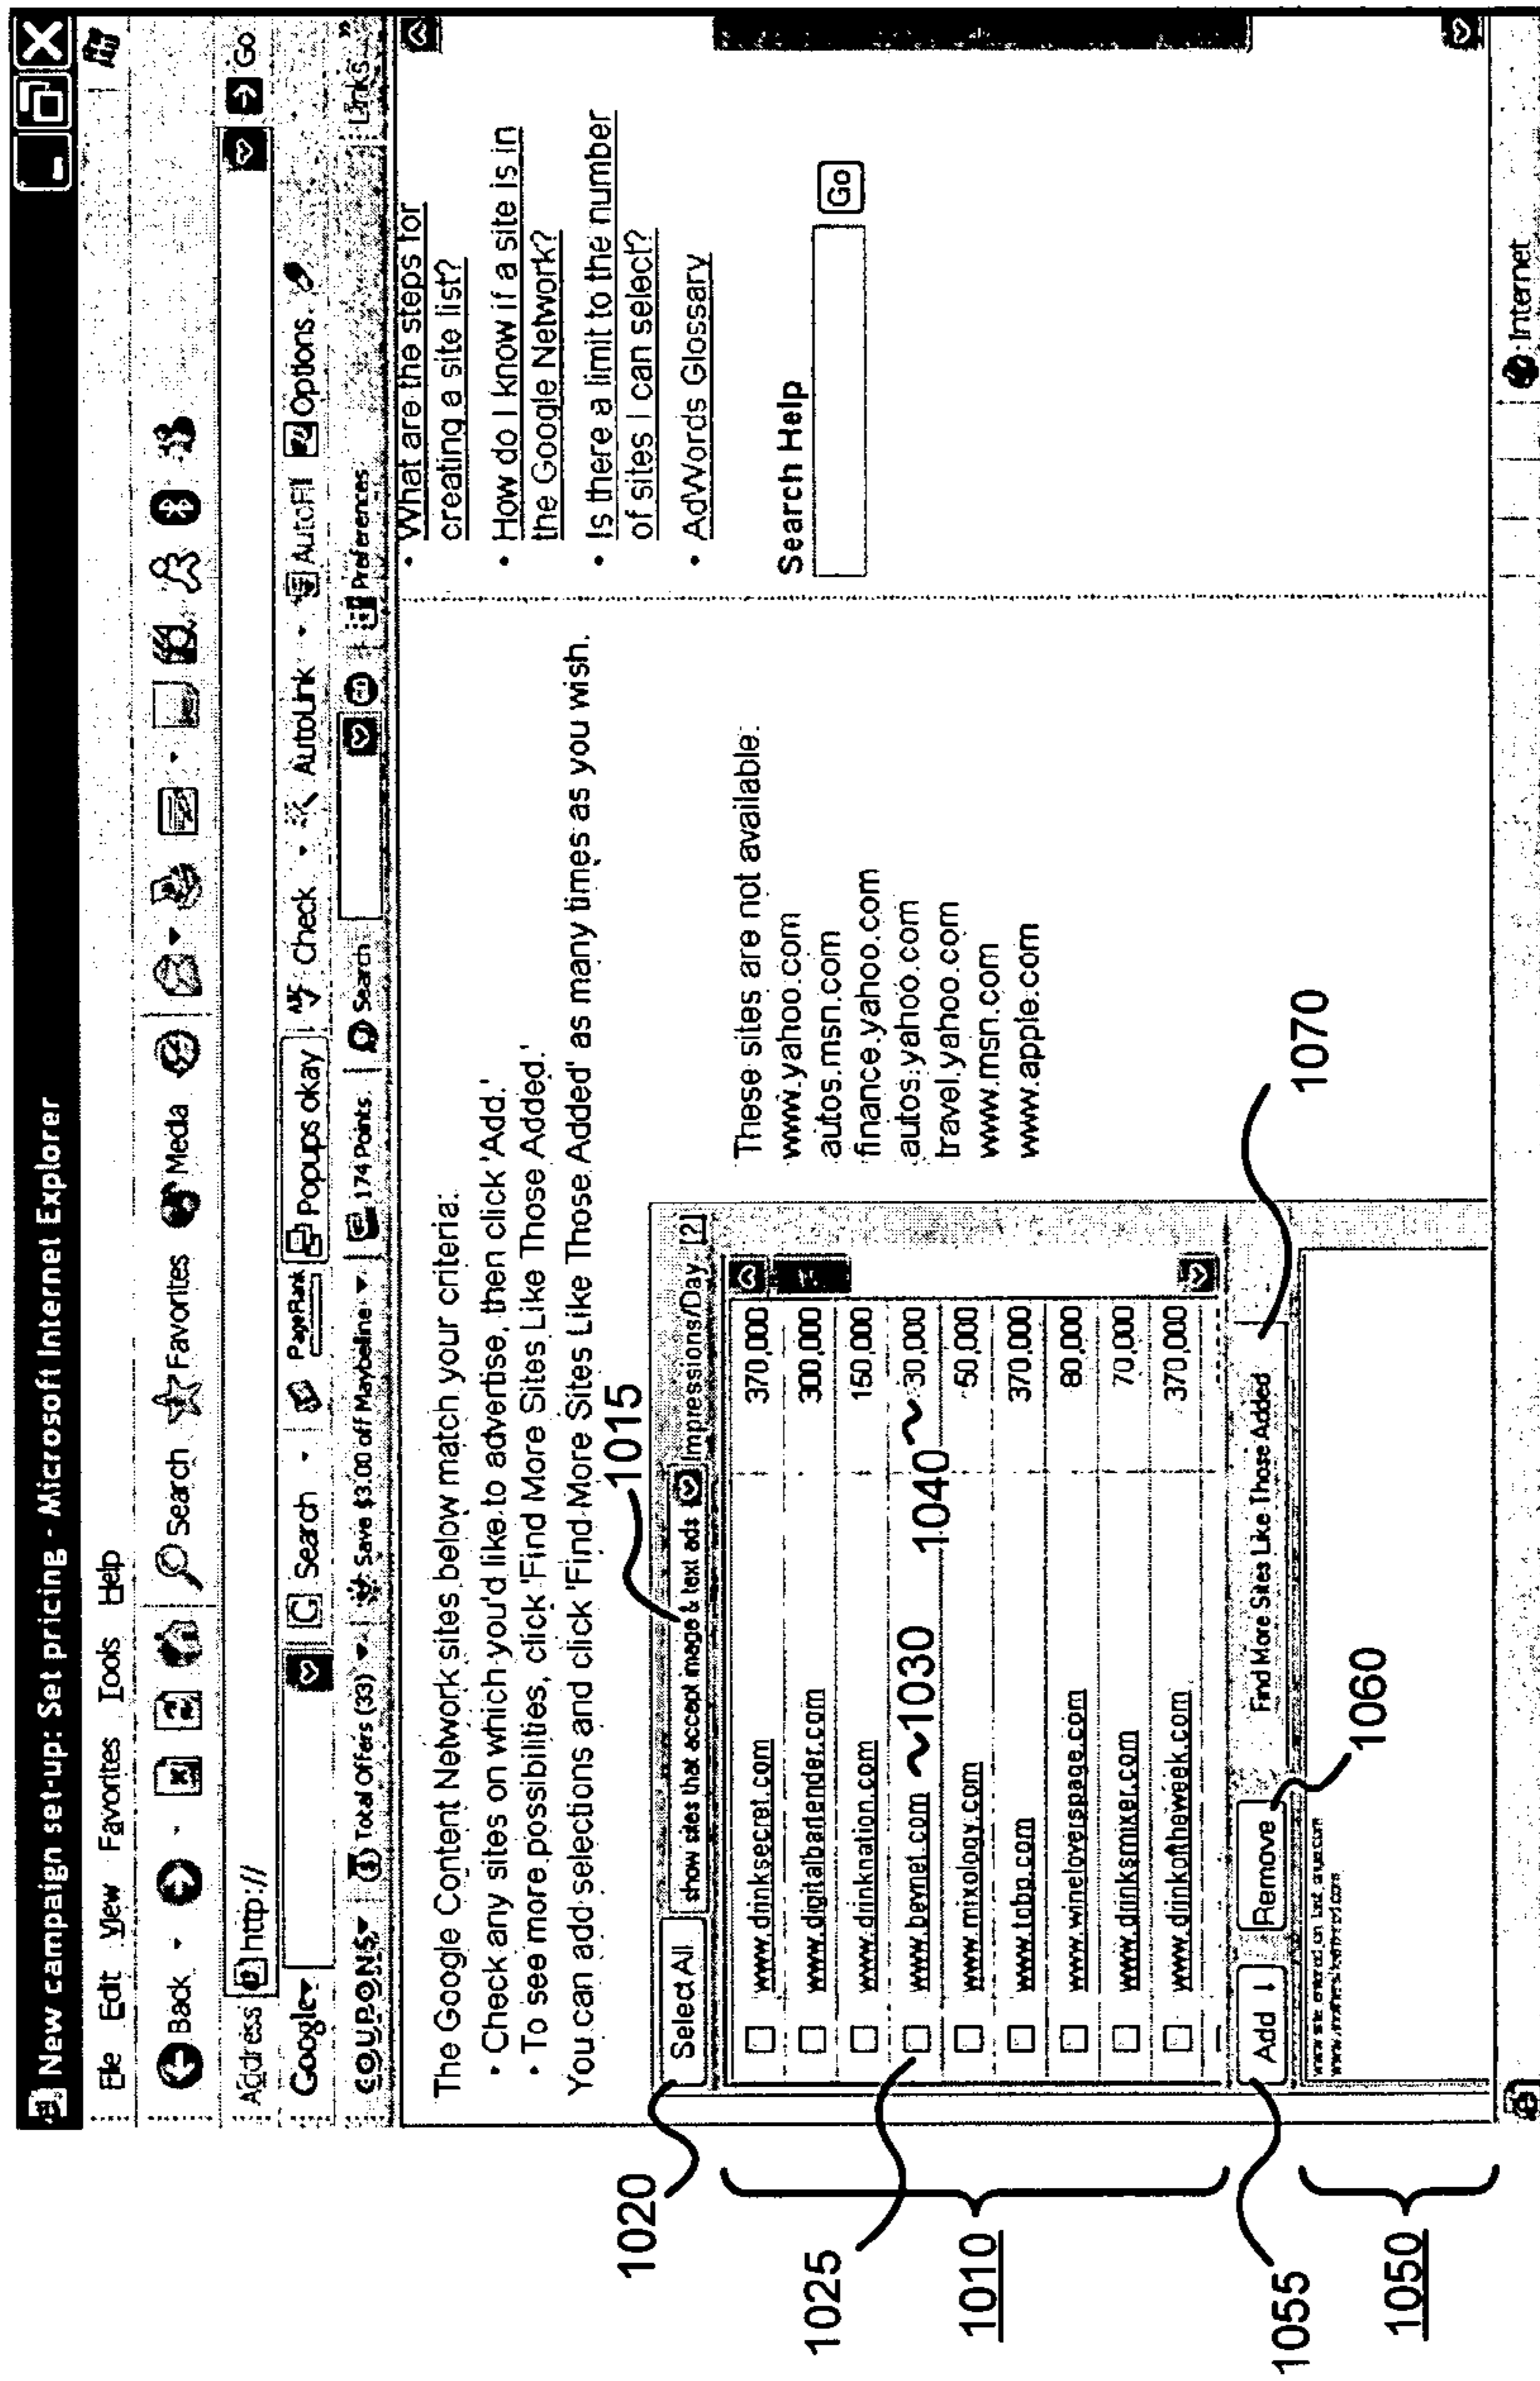 New campaign set-up: Set pricing - Microsoft Internet Explorer
File Edit View Favorites Tools Help
Back Search Favorites Media
Address http:// Go
Google Search PageRank Popups okay Check AutoLink AutoFill Options
COUPONS Total Offers (33) Save $3.00 off Maybelline 174 Points Search Preferences Links »
The Google Content Network sites below match your criteria:
• Check any sites on which you'd like to advertise, then click 'Add.'
• To see more possibilities, click 'Find More Sites Like Those Added.'
You can add selections and click 'Find More Sites Like Those Added' as many times as you wish.
1015
1020
Select All show sites that accept image & text ads Impressions/Day [?]
www.drinksecret.com 370,000
www.digitalbartender.com 300,000
www.drinknation.com 150,000
1025 www.bevnet.com 1030 1040 30,000
www.mixology.com 50,000
www.tobp.com 370,000
www.wineloverspage.com 80,000
www.drinksmixer.com 70,000
www.drinkoftheweek.com 370,000
1010
1055
Add ↓ Remove Find More Sites Like Those Added
1060
1070
1050
These sites are not available:
www.yahoo.com
autos.msn.com
finance.yahoo.com
autos.yahoo.com
travel.yahoo.com
www.msn.com
www.apple.com
• What are the steps for
creating a site list?
• How do I know if a site is in
the Google Network?
• Is there a limit to the number
of sites I can select?
• AdWords Glossary
Search Help
Go
Internet